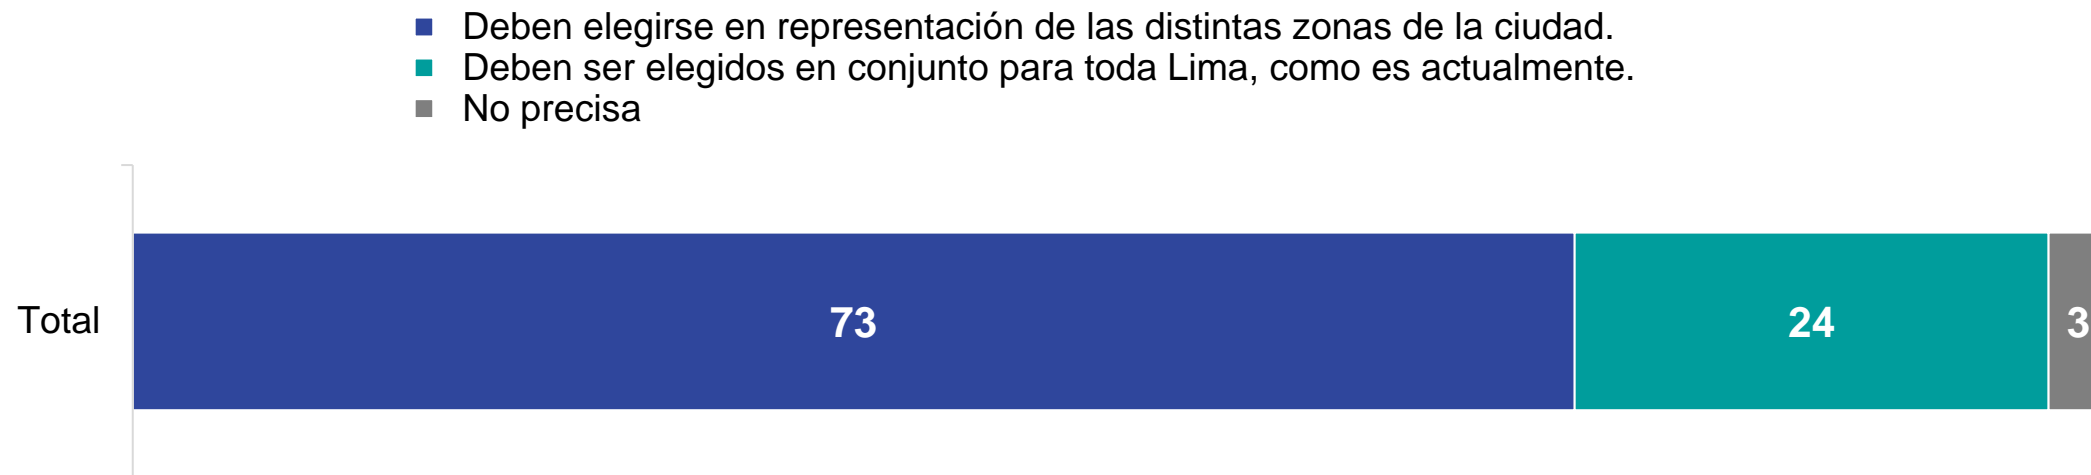 Deben elegirse en representación de las distintas zonas de la ciudad.
Deben ser elegidos en conjunto para toda Lima, como es actualmente.
No precisa
Total
73
24
3